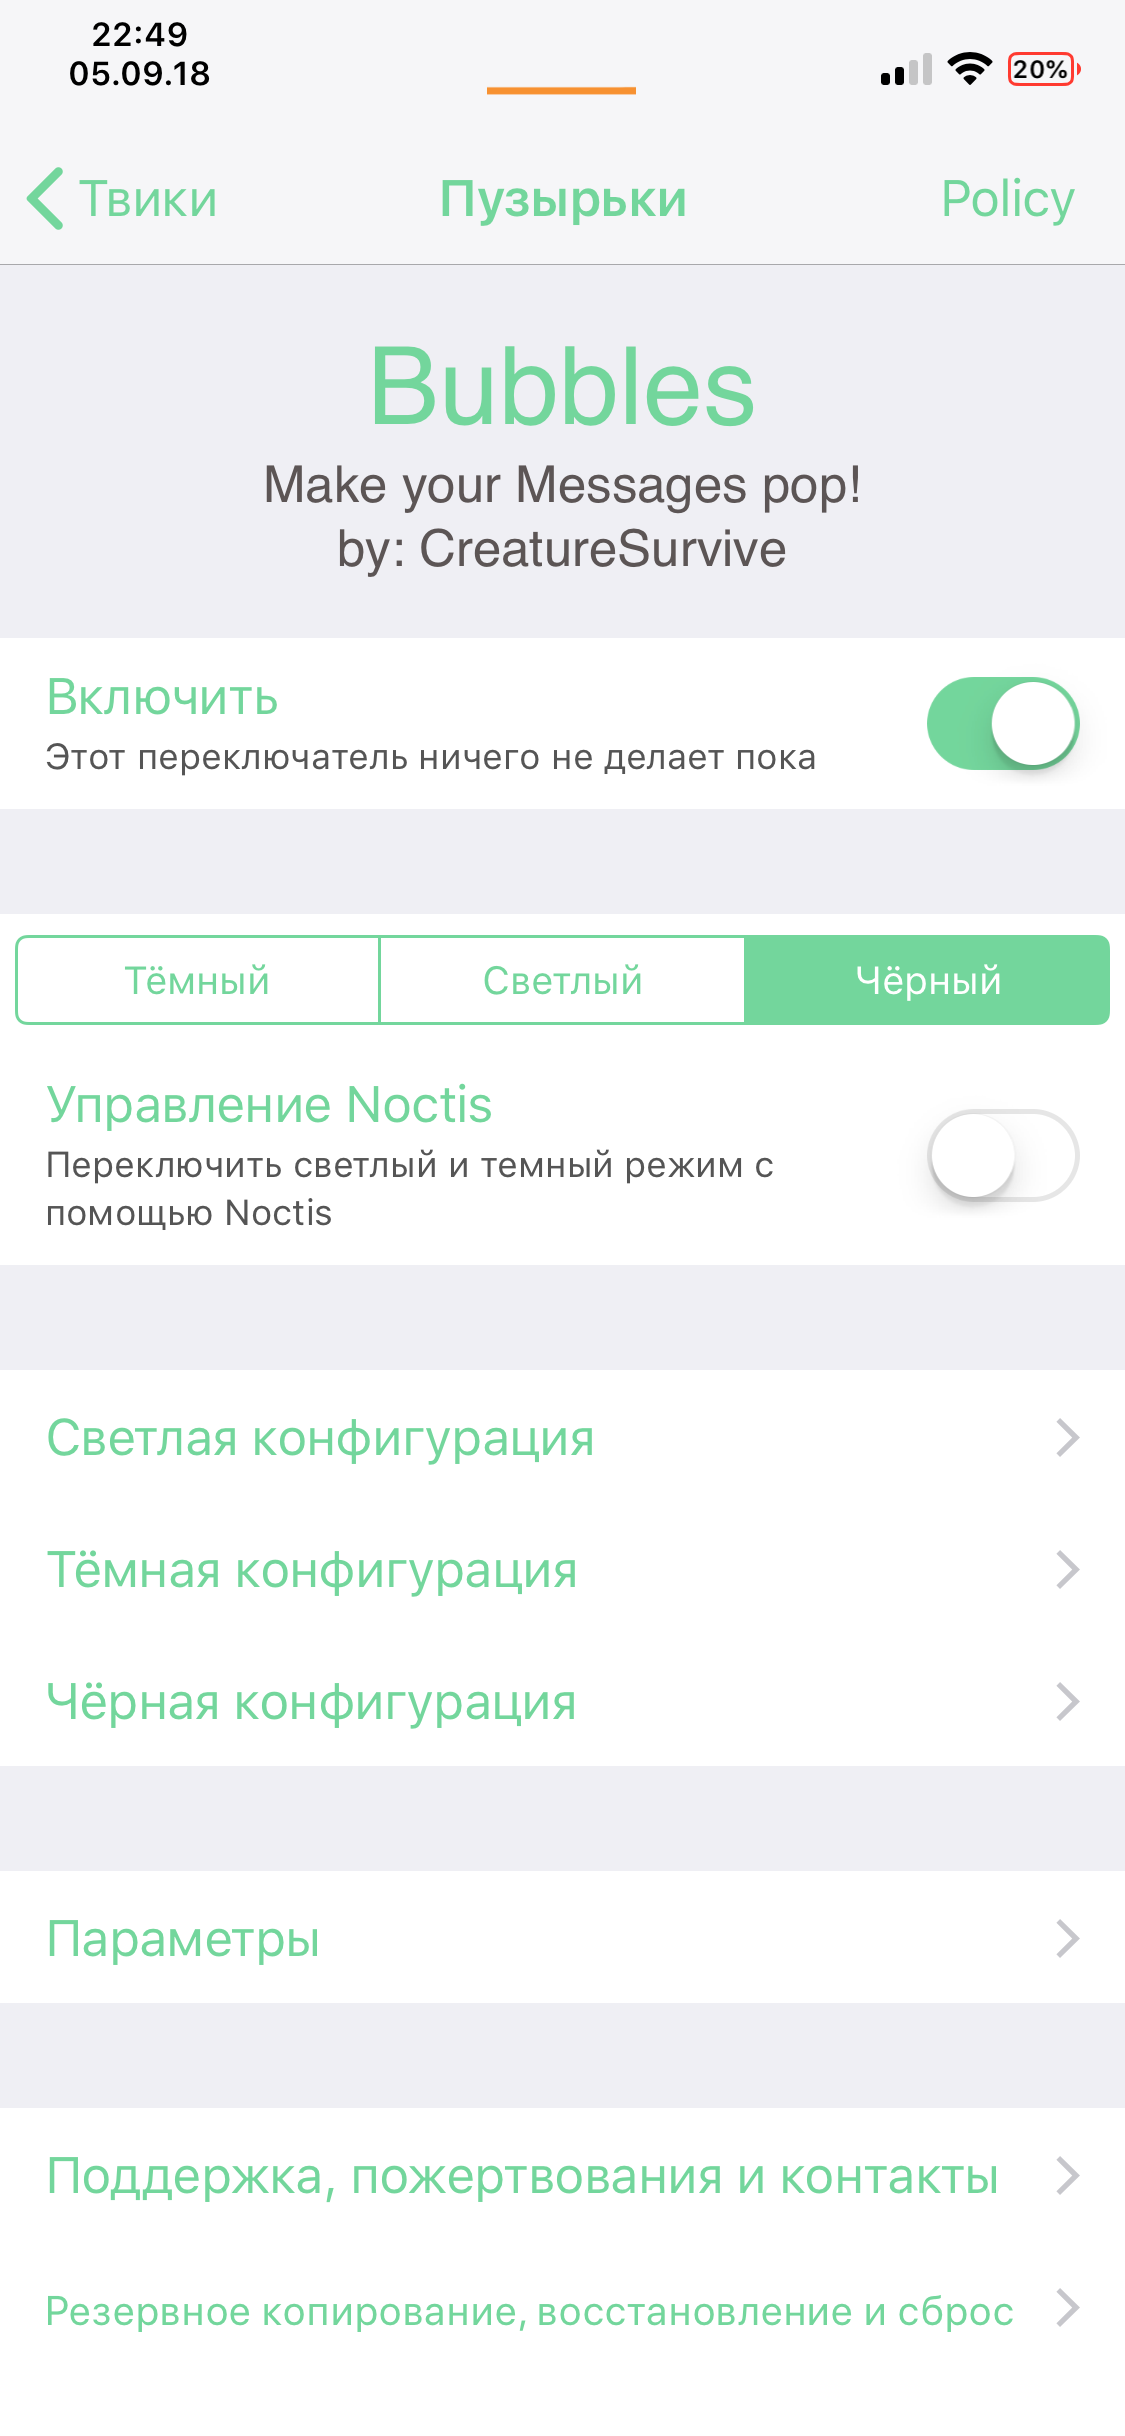 22:49
05.09.18
20%
Твики
Пузырьки
Policy
Bubbles
Make your Messages pop!
by: CreatureSurvive
Включить
Этот переключатель ничего не делает пока
Тёмный
Светлый
Чёрный
Управление Noctis
Переключить светлый и темный режим с
помощью Noctis
Светлая конфигурация
Тёмная конфигурация
Чёрная конфигурация
Параметры
Поддержка, пожертвования и контакты
Резервное копирование, восстановление и сброс